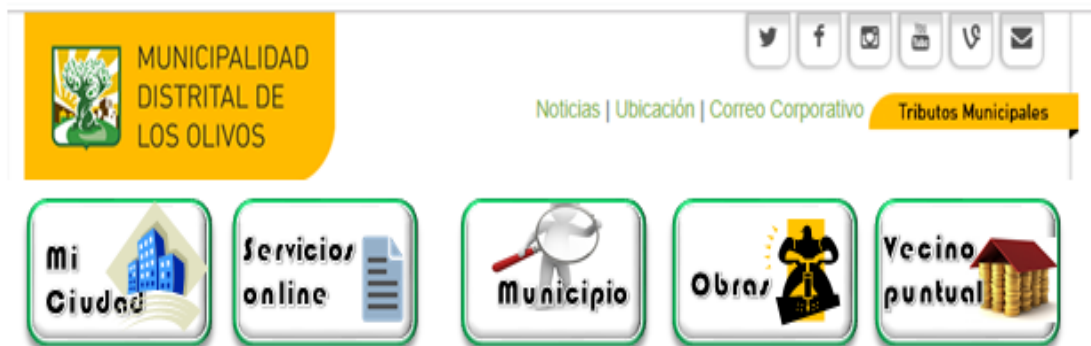 MUNICIPALIDAD
DISTRITAL DE
LOS OLIVOS
Noticias | Ubicación | Correo Corporativo
Tributos Municipales
Mi
Ciudad
Servicios
online
Municipio
Obras
Vecino
puntual